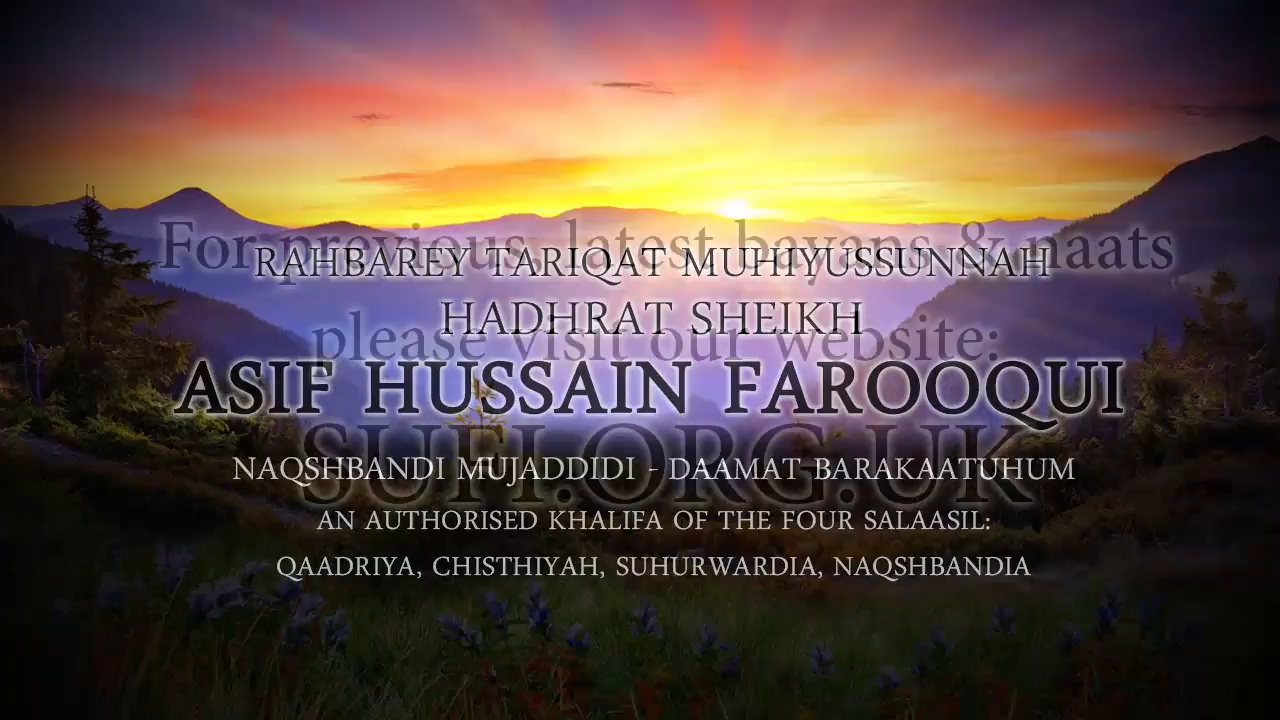 For previous, latest bayans & naats
RAHBAREY TARIQAT MUHIYUSSUNNAH
HADHRAT SHEIKH
please visit our website:
ASIF HUSSAIN FAROOQUI
SUFI.ORG.UK
NAQSHBANDI MUJADDIDI - DAAMAT BARAKAATUHUM
AN AUTHORISED KHALIFA OF THE FOUR SALAASIL:
QAADRIYA, CHISTHIYAH, SUHURWARDIA, NAQSHBANDIA